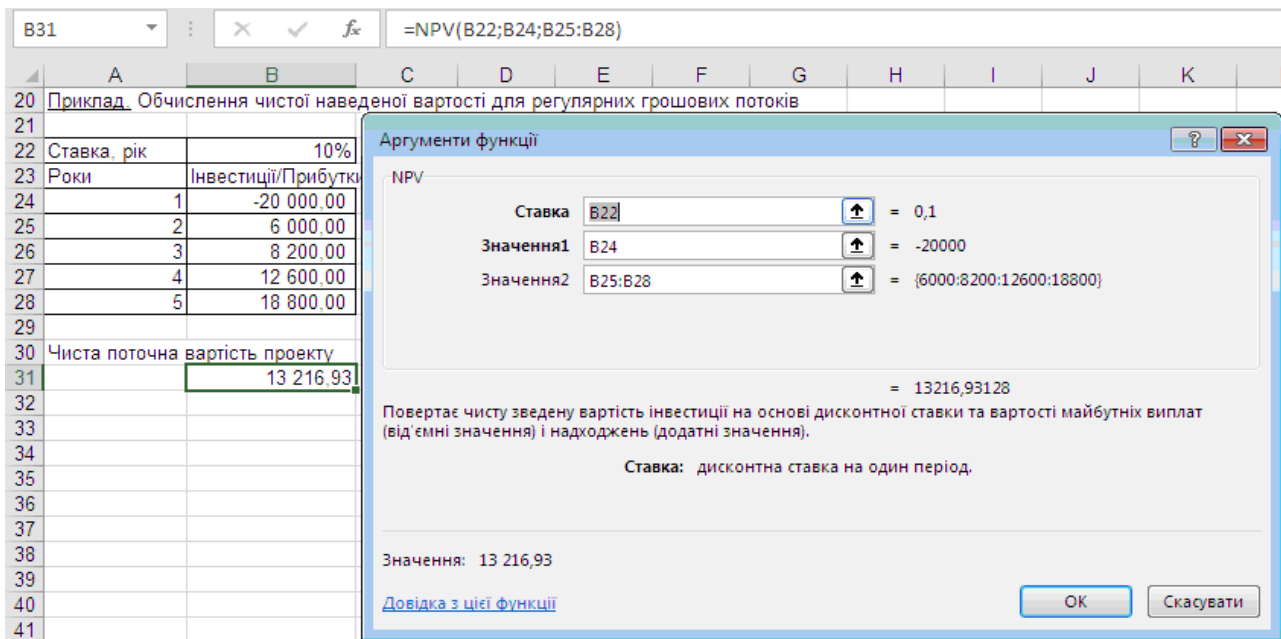 B31 fx =NPV(B22;B24;B25:B28)
A B C D E F G H I J K
20 Приклад. Обчислення чистої наведеної вартості для регулярних грошових потоків
21
22 Ставка, рік 10%
23 Роки Інвестиції/Прибутки
24 1 -20 000,00
25 2 6 000,00
26 3 8 200,00
27 4 12 600,00
28 5 18 800,00
29
30 Чиста поточна вартість проекту
31 13 216,93
32
33
34
35
36
37
38
39
40
41
Аргументи функції ?
NPV
Ставка B22 = 0,1
Значення1 B24 = -20000
Значення2 B25:B28 = {6000:8200:12600:18800}
= 13216,93128
Повертає чисту зведену вартість інвестиції на основі дисконтної ставки та вартості майбутніх виплат
(від'ємні значення) і надходжень (додатні значення).
Ставка: дисконтна ставка на один період.
Значення: 13 216,93
Довідка з цієї функції
OK Скасувати